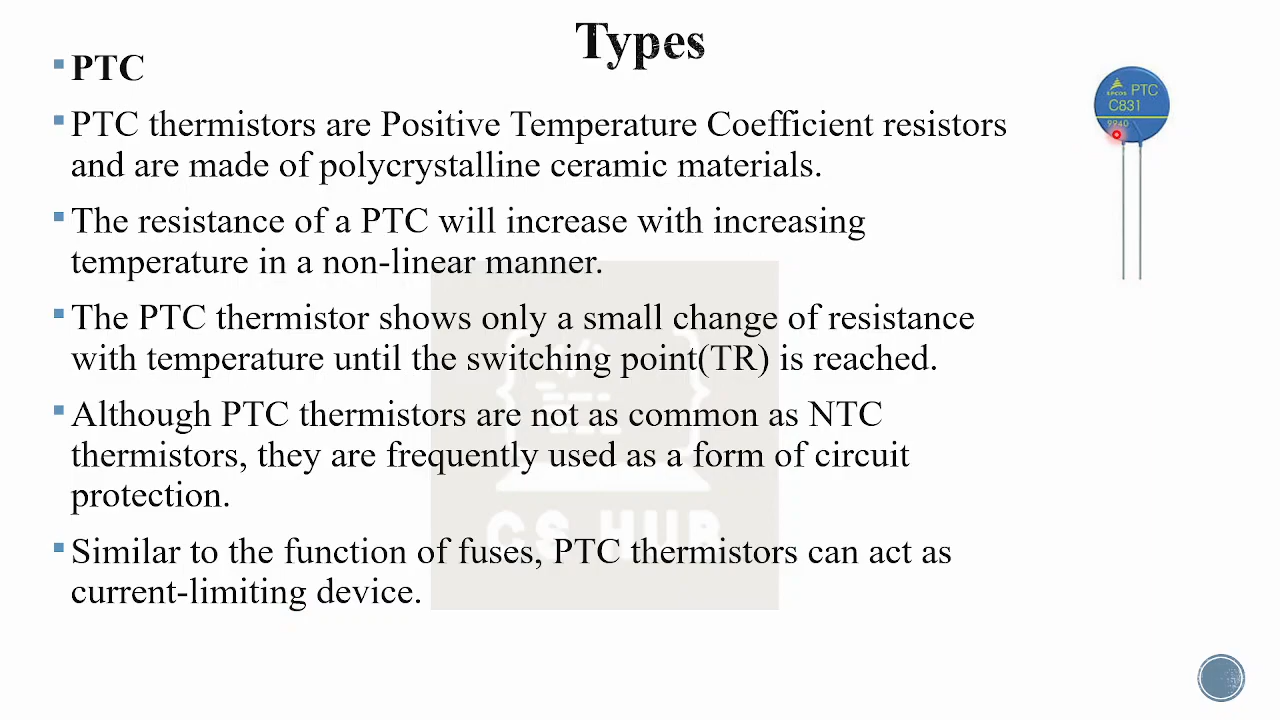 Types
PTC
PTC thermistors are Positive Temperature Coefficient resistors
and are made of polycrystalline ceramic materials.
The resistance of a PTC will increase with increasing
temperature in a non-linear manner.
The PTC thermistor shows only a small change of resistance
with temperature until the switching point(TR) is reached.
Although PTC thermistors are not as common as NTC
thermistors, they are frequently used as a form of circuit
protection.
Similar to the function of fuses, PTC thermistors can act as
current-limiting device.
EPCOS PTC
C831
9940
CS HUB